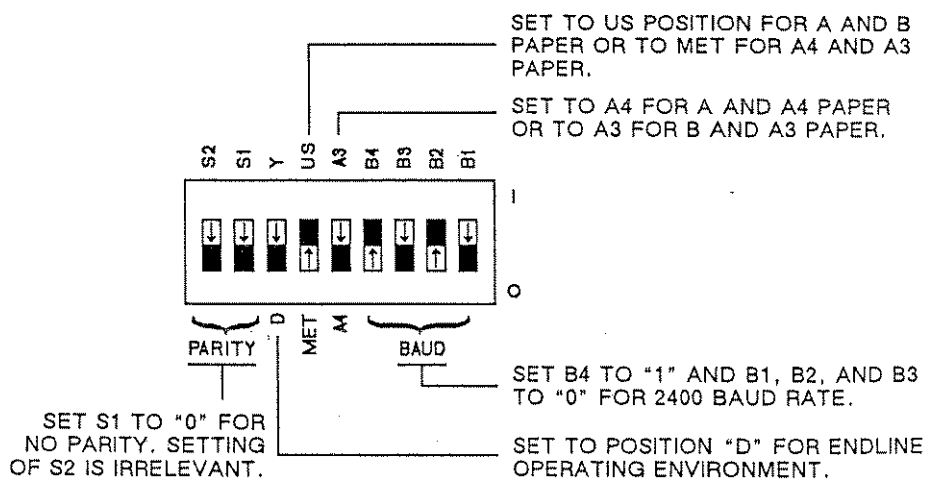 SET TO US POSITION FOR A AND B
PAPER OR TO MET FOR A4 AND A3
PAPER.
SET TO A4 FOR A AND A4 PAPER
OR TO A3 FOR B AND A3 PAPER.
S2 S1 Y US A3 B4 B3 B2 B1
1
0
D MET A4
PARITY BAUD
SET B4 TO "1" AND B1, B2, AND B3
TO "0" FOR 2400 BAUD RATE.
SET S1 TO "0" FOR
NO PARITY. SETTING
OF S2 IS IRRELEVANT.
SET TO POSITION "D" FOR ENDLINE
OPERATING ENVIRONMENT.